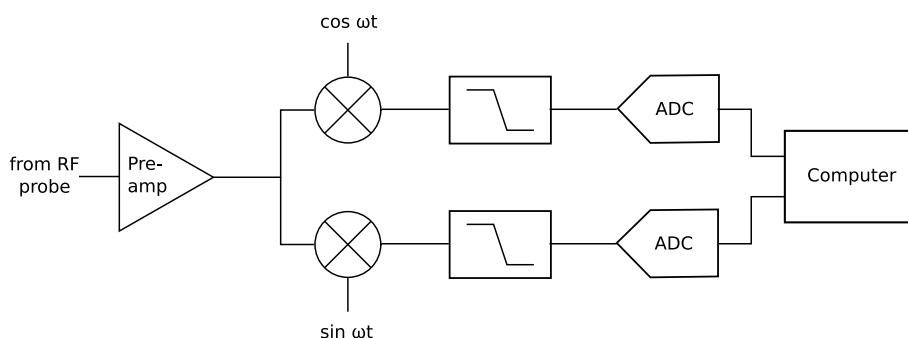 cos ωt
from RF
probe
Pre-
amp
ADC
Computer
ADC
sin ωt